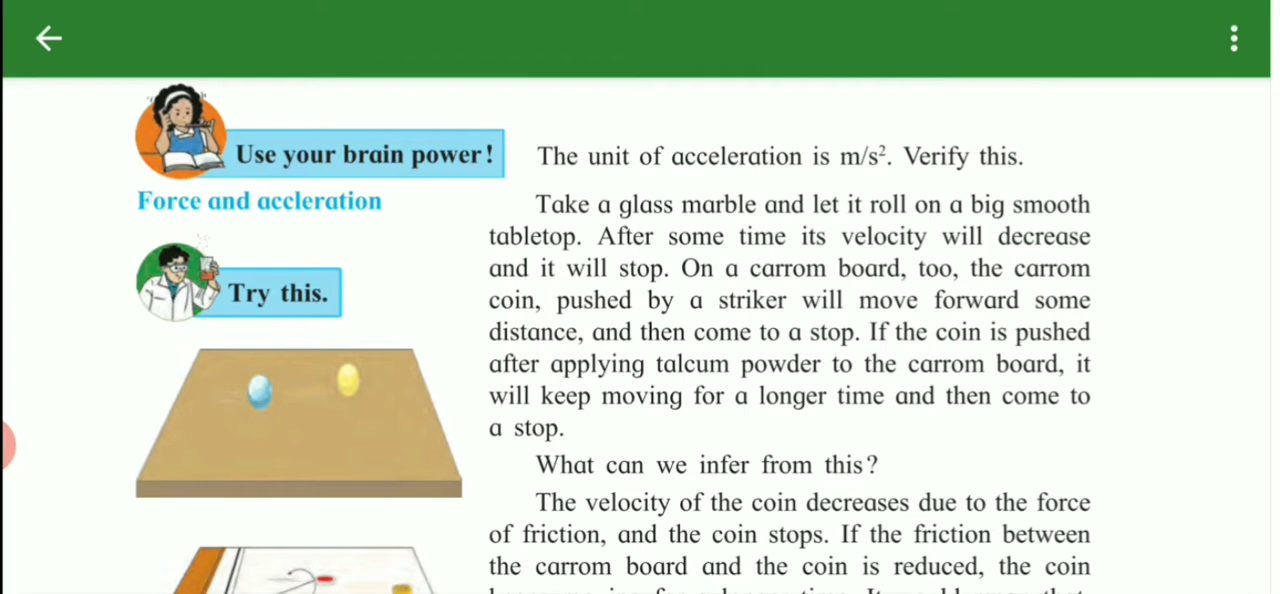 Use your brain power!
The unit of acceleration is m/s². Verify this.
Force and accleration
Try this.
Take a glass marble and let it roll on a big smooth
tabletop. After some time its velocity will decrease
and it will stop. On a carrom board, too, the carrom
coin, pushed by a striker will move forward some
distance, and then come to a stop. If the coin is pushed
after applying talcum powder to the carrom board, it
will keep moving for a longer time and then come to
a stop.
What can we infer from this?
The velocity of the coin decreases due to the force
of friction, and the coin stops. If the friction between
the carrom board and the coin is reduced, the coin